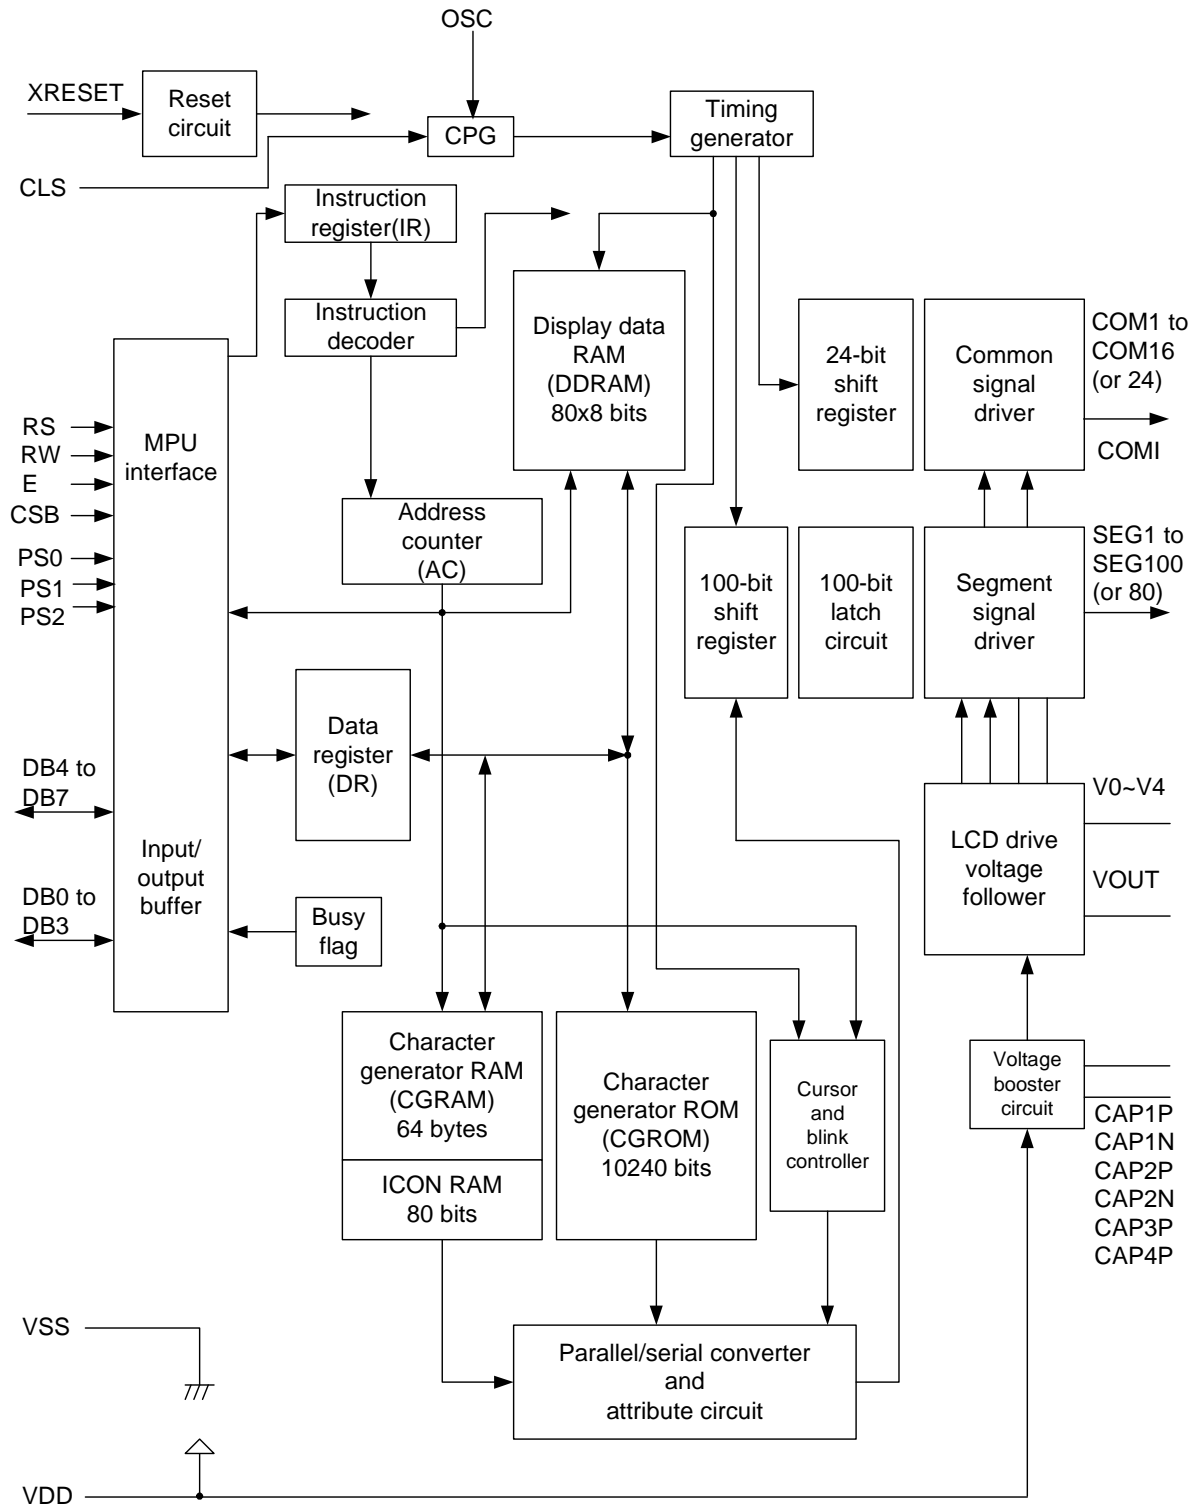 OSC
XRESET
Reset
circuit
CPG
Timing
generator
CLS
Instruction
register(IR)
Instruction
decoder
Display data
RAM
(DDRAM)
80x8 bits
24-bit
shift
register
Common
signal
driver
COM1 to
COM16
(or 24)
COMI
RS
RW
E
CSB
PS0
PS1
PS2
MPU
interface
Address
counter
(AC)
100-bit
shift
register
100-bit
latch
circuit
Segment
signal
driver
SEG1 to
SEG100
(or 80)
Data
register
(DR)
DB4 to
DB7
DB0 to
DB3
Input/
output
buffer
Busy
flag
LCD drive
voltage
follower
V0~V4
VOUT
Character
generator RAM
(CGRAM)
64 bytes
ICON RAM
80 bits
Character
generator ROM
(CGROM)
10240 bits
Cursor
and
blink
controller
Voltage
booster
circuit
CAP1P
CAP1N
CAP2P
CAP2N
CAP3P
CAP4P
Parallel/serial converter
and
attribute circuit
VSS
VDD